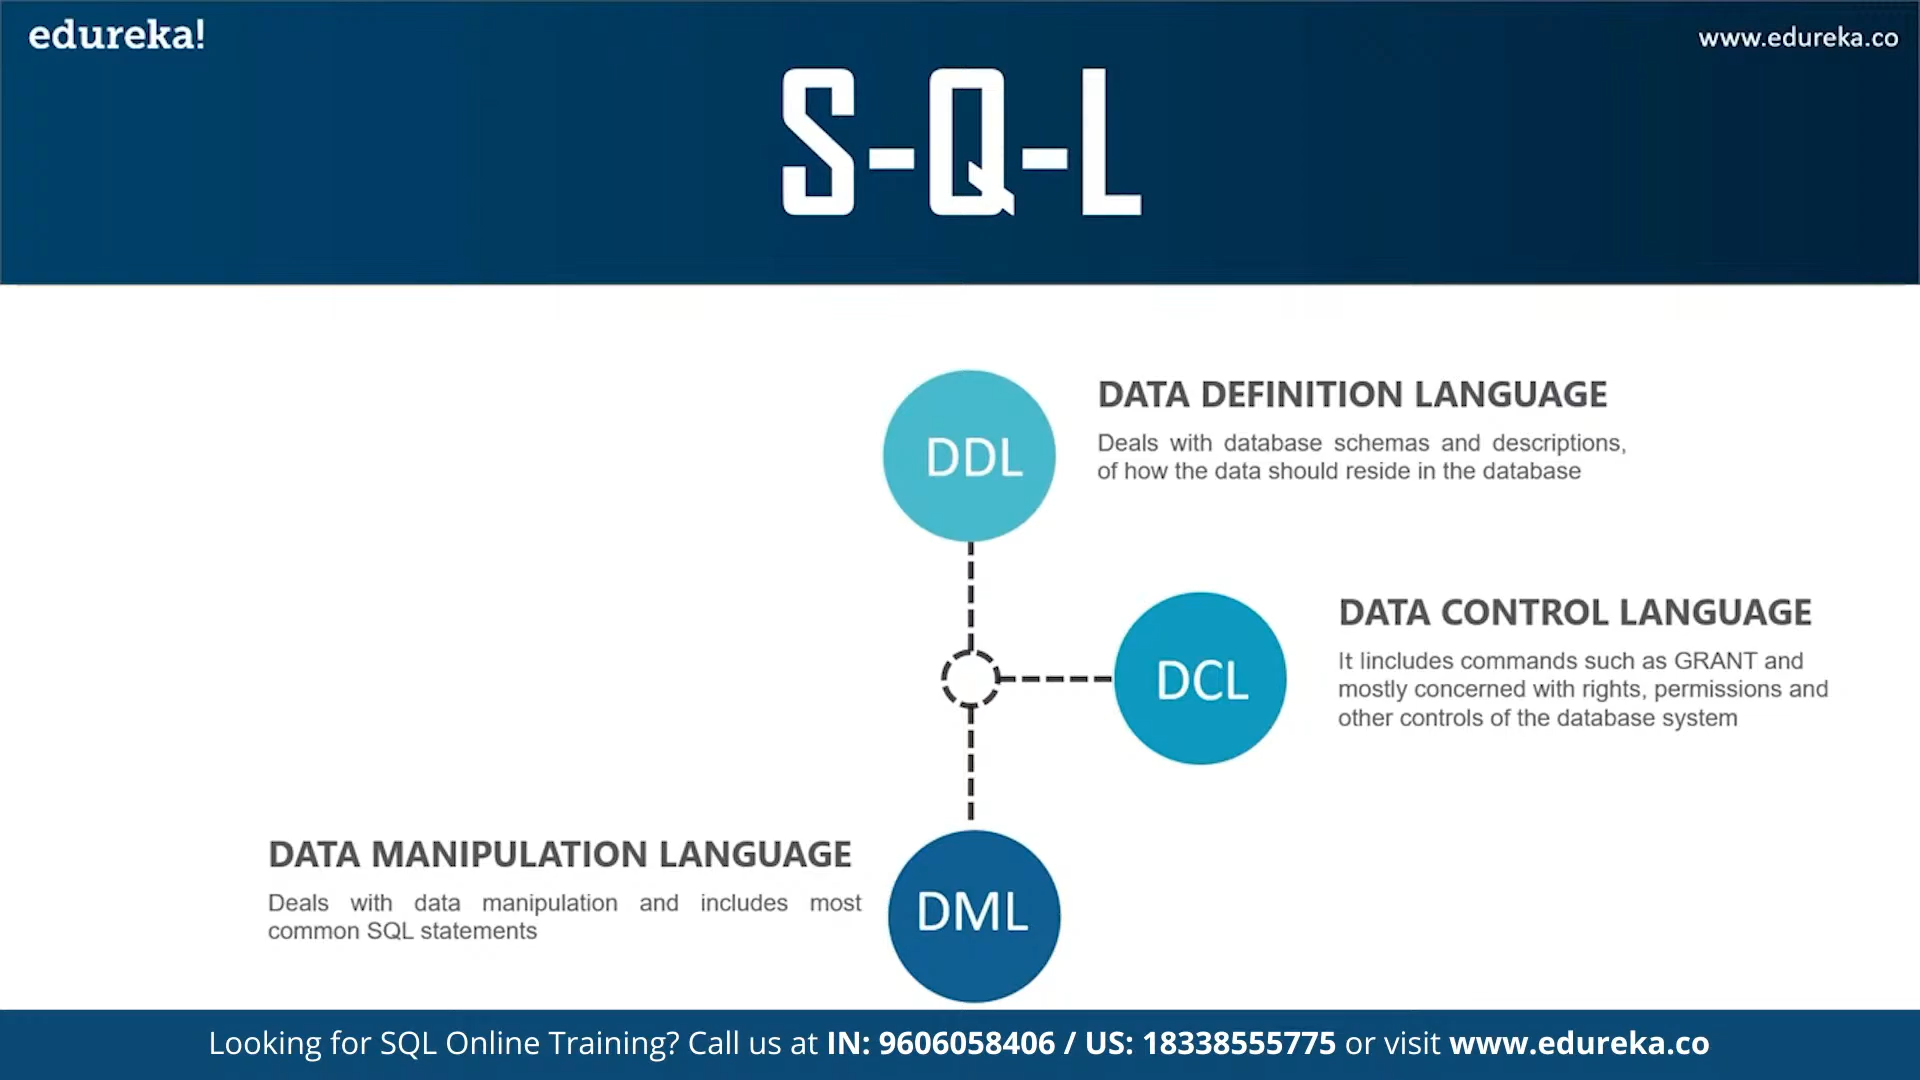 edureka!
www.edureka.co
S-Q-L
DDL
DATA DEFINITION LANGUAGE
Deals with database schemas and descriptions,
of how the data should reside in the database
DCL
DATA CONTROL LANGUAGE
It Iincludes commands such as GRANT and
mostly concerned with rights, permissions and
other controls of the database system
DATA MANIPULATION LANGUAGE
Deals with data manipulation and includes most
common SQL statements
DML
Looking for SQL Online Training? Call us at IN: 9606058406 / US: 18338555775 or visit www.edureka.co